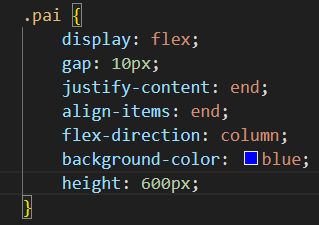 .pai {
display: flex;
gap: 10px;
justify-content: end;
align-items: end;
flex-direction: column;
background-color: blue;
height: 600px;
}